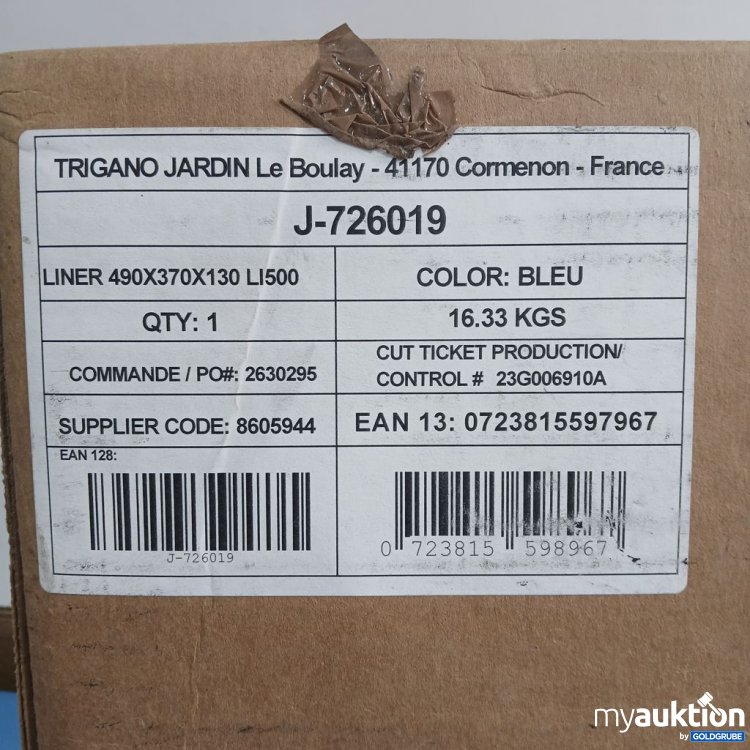 TRIGANO JARDIN Le Boulay - 41170 Cormenon - France
J-726019
LINER 490X370X130 LI500
COLOR: BLEU
QTY: 1
16.33 KGS
COMMANDE / PO#: 2630295
CUT TICKET PRODUCTION/
CONTROL # 23G006910A
SUPPLIER CODE: 8605944
EAN 13: 0723815597967
EAN 128:
J-726019
0 723815 598967
myauktion
by GOLDGRUBE